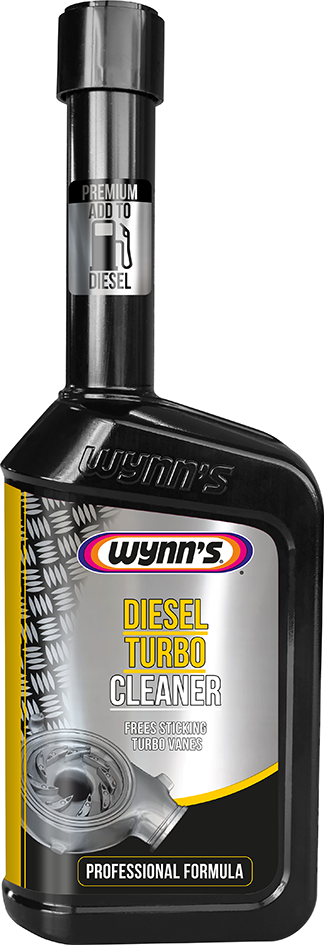 PREMIUM
ADD TO
DIESEL
WYNN'S
WYNN'S®
DIESEL
TURBO
CLEANER
FREES STICKING
TURBO VANES
PROFESSIONAL FORMULA